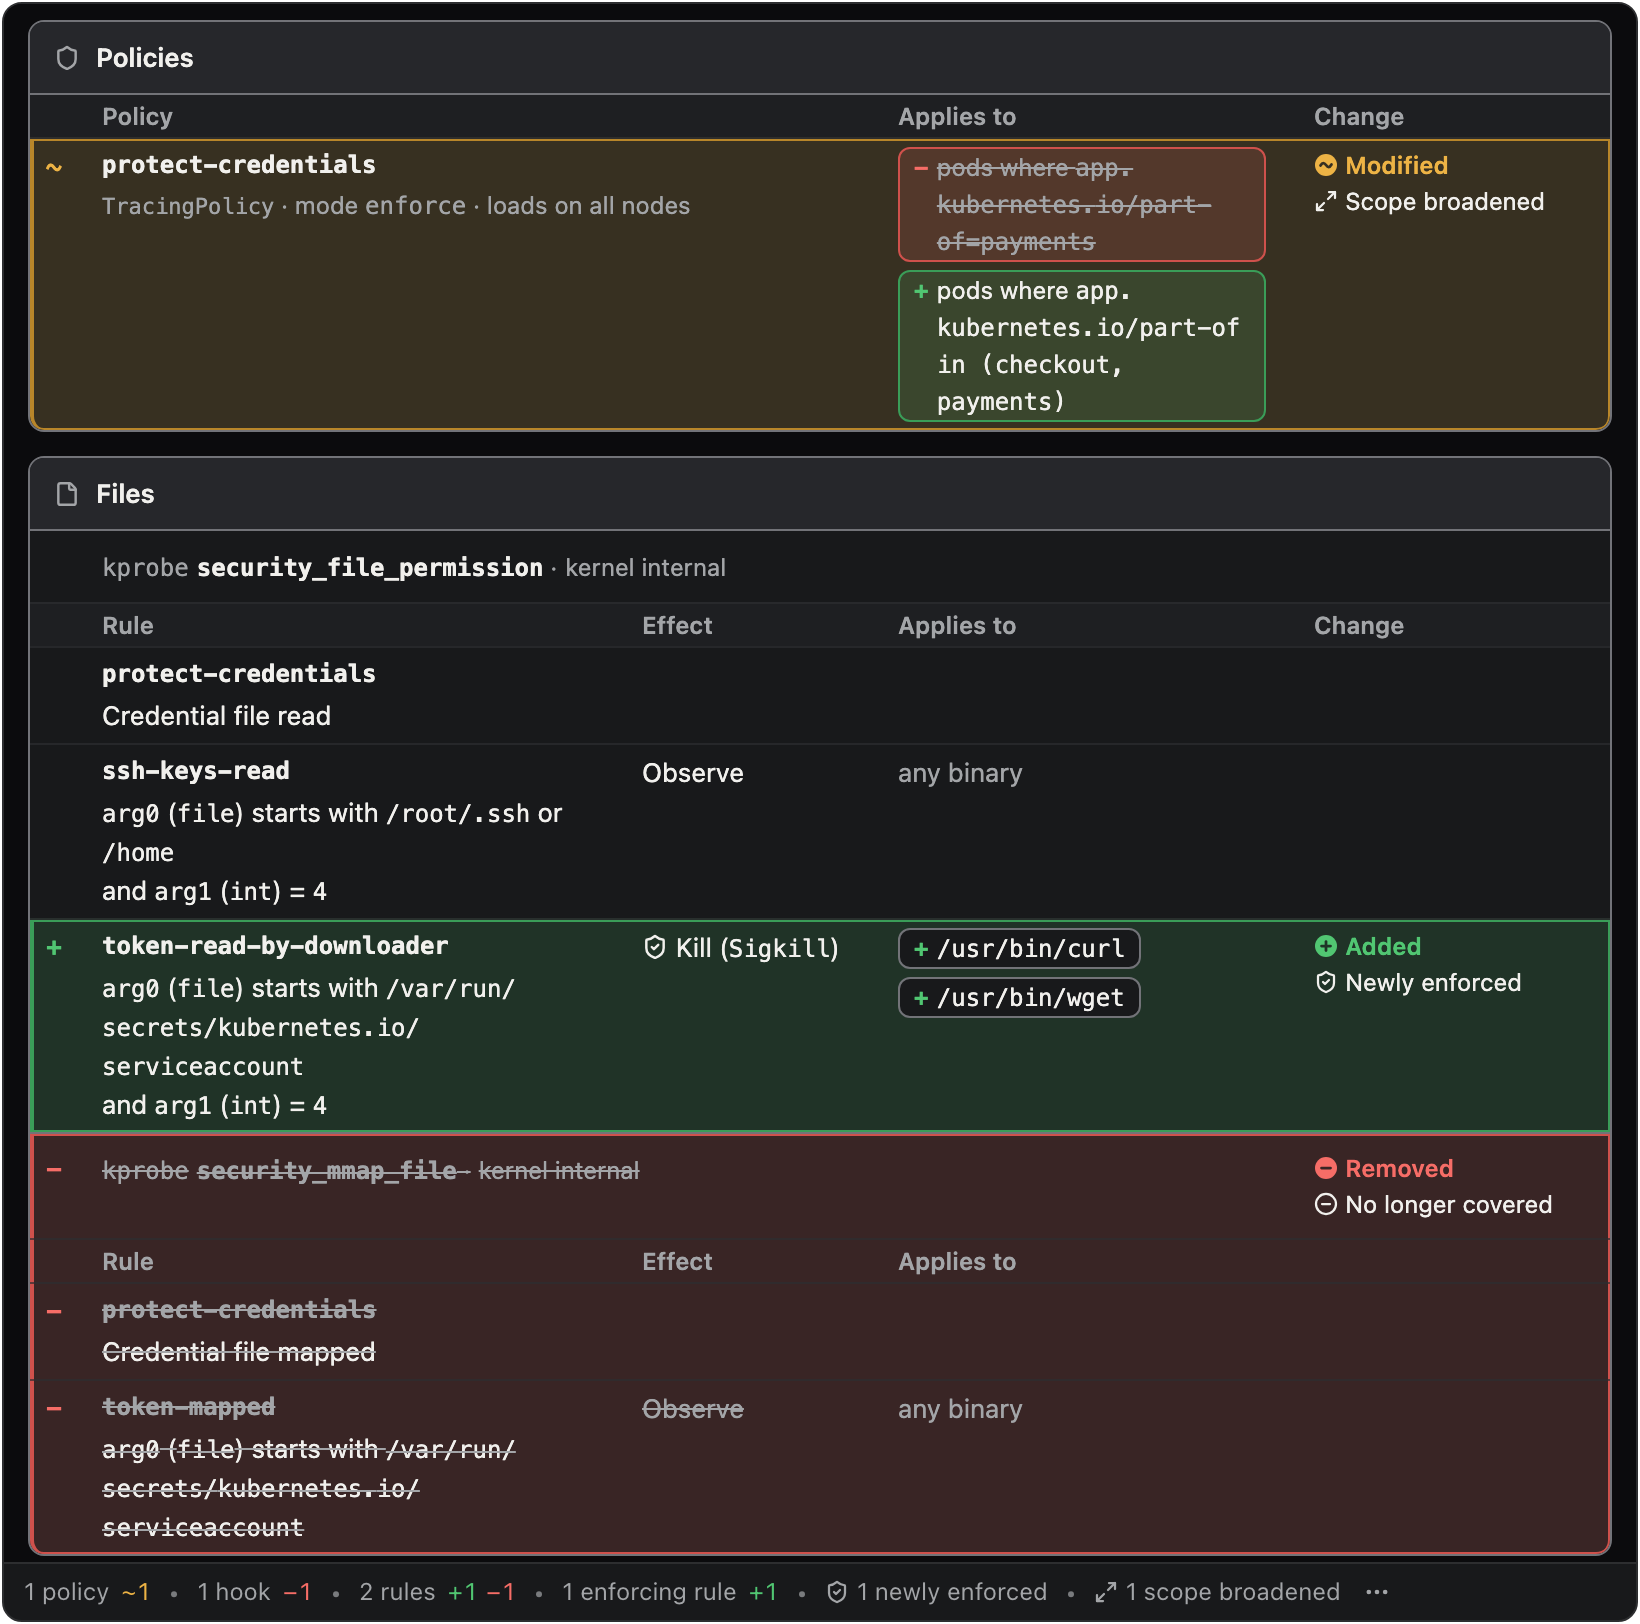 Policies
Policy Applies to Change
~ protect-credentials
TracingPolicy · mode enforce · loads on all nodes
− pods where app.
kubernetes.io/part-
of=payments
+ pods where app.
kubernetes.io/part-of
in (checkout,
payments)
Modified
Scope broadened
Files
kprobe security_file_permission · kernel internal
Rule Effect Applies to Change
protect-credentials
Credential file read
ssh-keys-read Observe any binary
arg0 (file) starts with /root/.ssh or
/home
and arg1 (int) = 4
+ token-read-by-downloader Kill (Sigkill) + /usr/bin/curl Added
+ /usr/bin/wget Newly enforced
arg0 (file) starts with /var/run/
secrets/kubernetes.io/
serviceaccount
and arg1 (int) = 4
− kprobe security_mmap_file · kernel internal Removed
No longer covered
Rule Effect Applies to
− protect-credentials
Credential file mapped
− token-mapped Observe any binary
arg0 (file) starts with /var/run/
secrets/kubernetes.io/
serviceaccount
1 policy ~1 • 1 hook −1 • 2 rules +1 −1 • 1 enforcing rule +1 • 1 newly enforced • 1 scope broadened ···